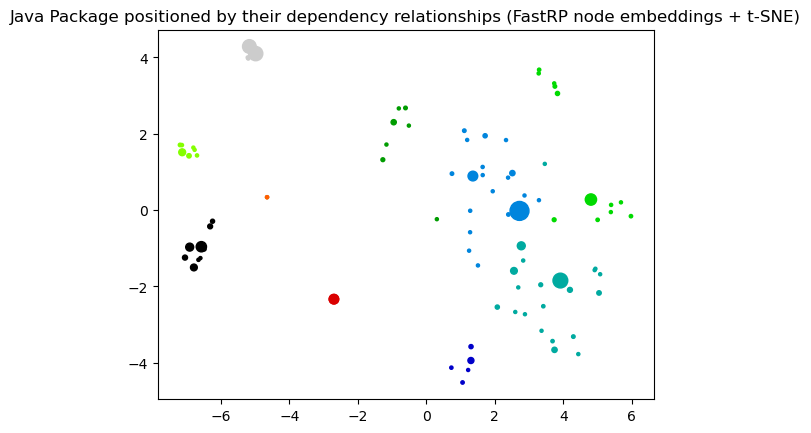 Java Package positioned by their dependency relationships (FastRP node embeddings + t-SNE)
4
2
0
−2
−4
−6 −4 −2 0 2 4 6